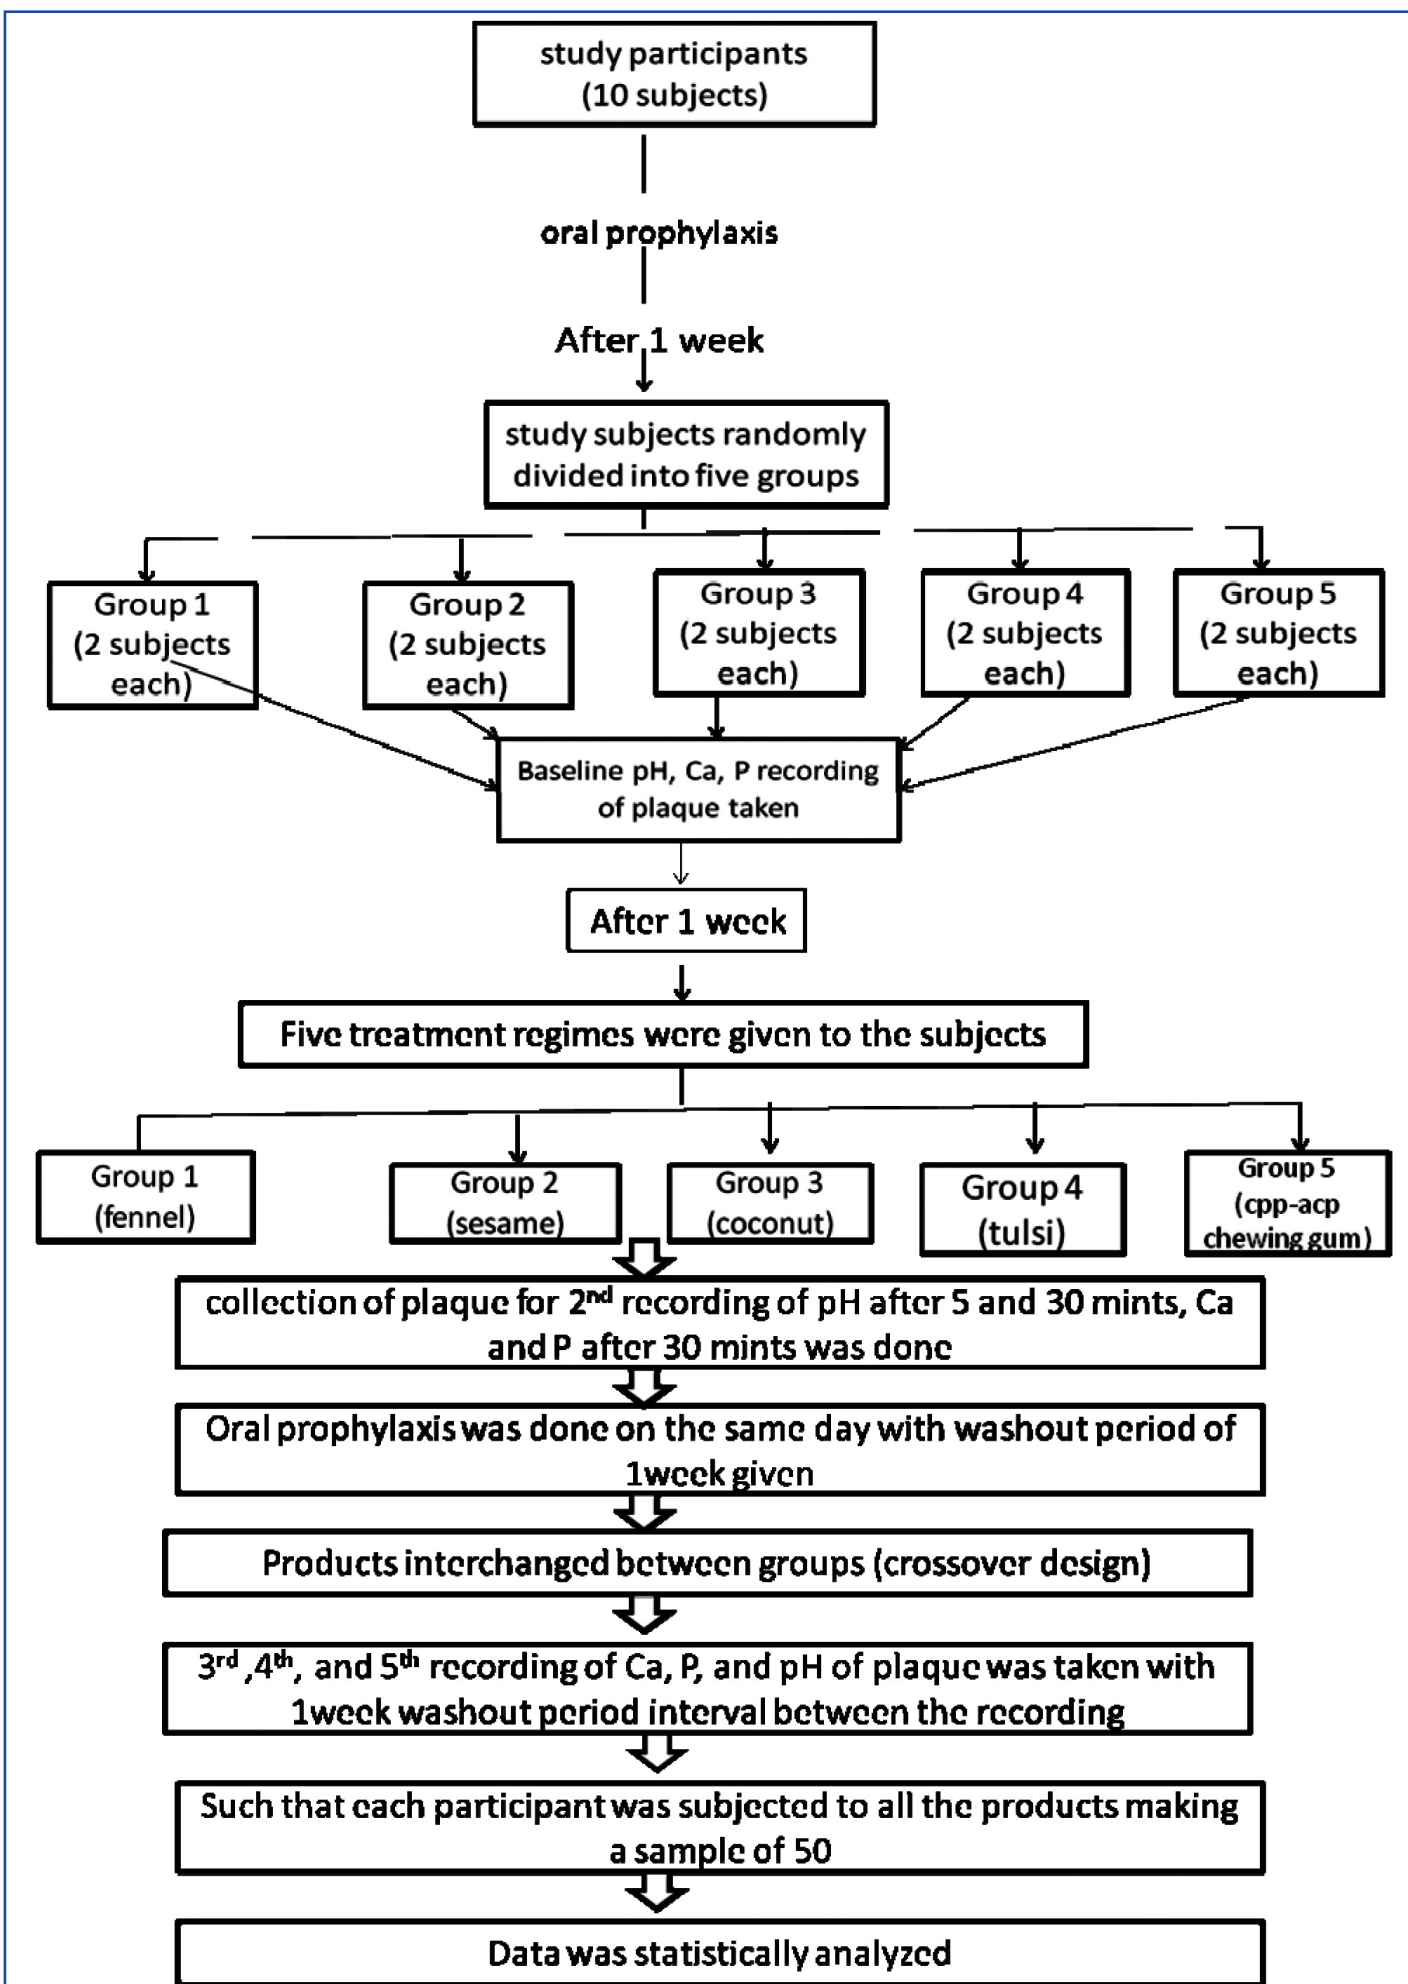 study participants
(10 subjects)
oral prophylaxis
After 1 week
study subjects randomly
divided into five groups
Group 1
(2 subjects
each)
Group 2
(2 subjects
each)
Group 3
(2 subjects
each)
Group 4
(2 subjects
each)
Group 5
(2 subjects
each)
Baseline pH, Ca, P recording
of plaque taken
After 1 week
Five treatment regimes were given to the subjects
Group 1
(fennel)
Group 2
(sesame)
Group 3
(coconut)
Group 4
(tulsi)
Group 5
(cpp-acp
chewing gum)
collection of plaque for 2nd recording of pH after 5 and 30 mints, Ca
and P after 30 mints was done
Oral prophylaxis was done on the same day with washout period of
1week given
Products interchanged between groups (crossover design)
3rd ,4th, and 5th recording of Ca, P, and pH of plaque was taken with
1week washout period interval between the recording
Such that each participant was subjected to all the products making
a sample of 50
Data was statistically analyzed